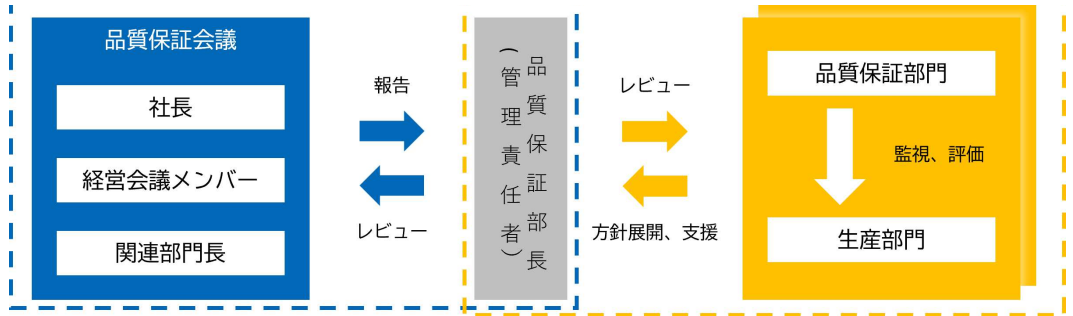 品質保証会議
社長
経営会議メンバー
関連部門長
報告
レビュー
品質保証部長
(管理責任者)
レビュー
方針展開、支援
品質保証部門
監視、評価
生産部門